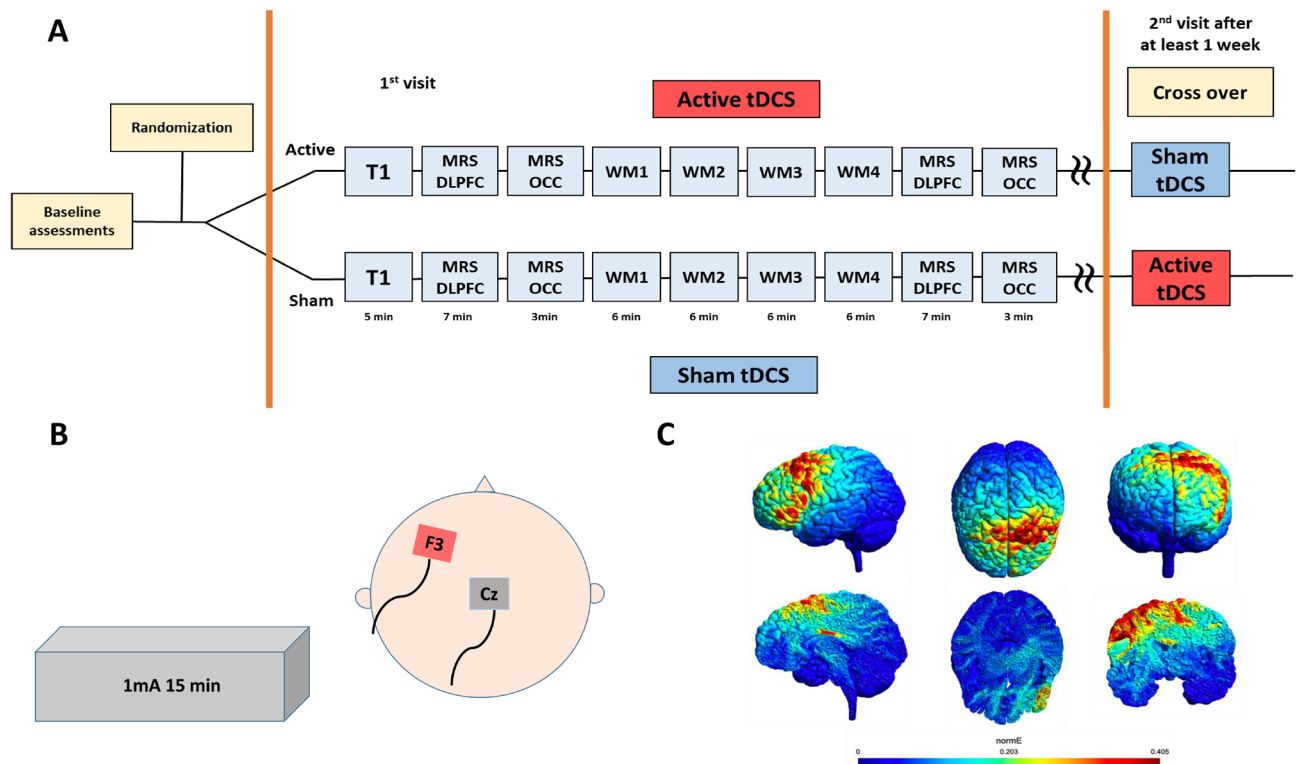 A
2nd visit after
at least 1 week
1st visit
Active tDCS
Cross over
Randomization
Baseline
assessments
Active
T1
MRS
DLPFC
MRS
OCC
WM1
WM2
WM3
WM4
MRS
DLPFC
MRS
OCC
Sham
tDCS
Sham
T1
MRS
DLPFC
MRS
OCC
WM1
WM2
WM3
WM4
MRS
DLPFC
MRS
OCC
Active
tDCS
5 min
7 min
3min
6 min
6 min
6 min
6 min
7 min
3 min
Sham tDCS
B
F3
Cz
1mA 15 min
C
normE
0
0.203
0.405